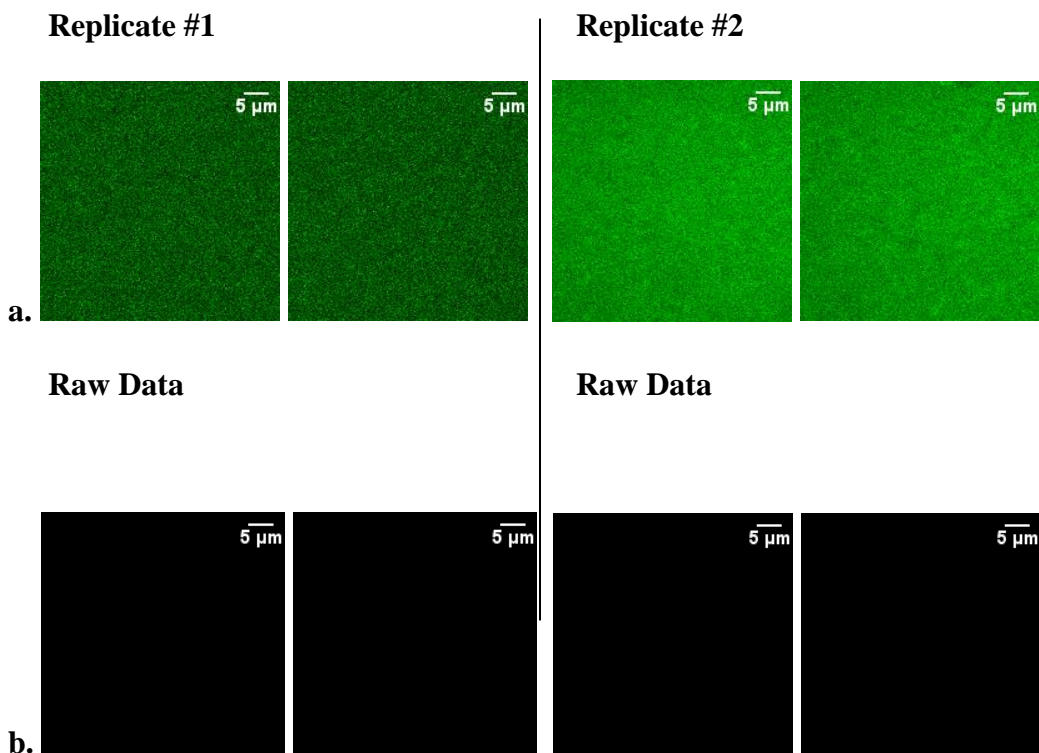 Replicate #1
Replicate #2
5 µm
5 µm
5 µm
5 µm
a.
Raw Data
Raw Data
5 µm
5 µm
5 µm
5 µm
b.